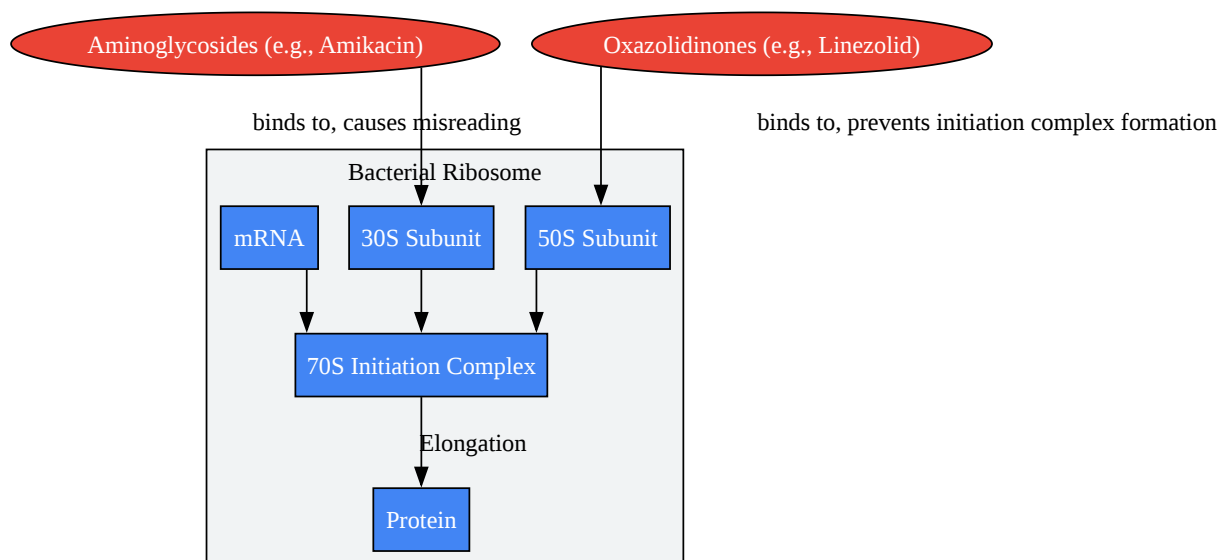 Aminoglycosides (e.g., Amikacin)
Oxazolidinones (e.g., Linezolid)
binds to, causes misreading
binds to, prevents initiation complex formation
Bacterial Ribosome
mRNA
30S Subunit
50S Subunit
70S Initiation Complex
Elongation
Protein